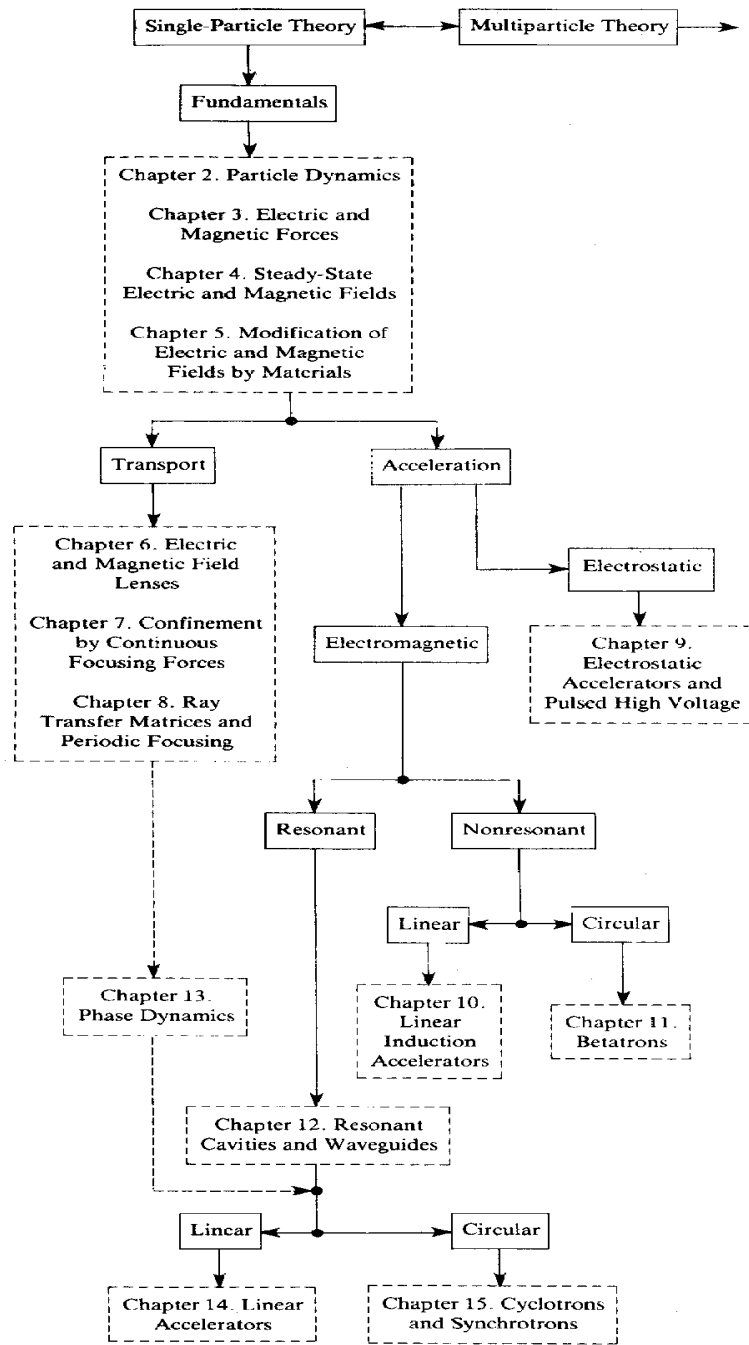 Single-Particle Theory
Multiparticle Theory
Fundamentals
Chapter 2. Particle Dynamics
Chapter 3. Electric and
Magnetic Forces
Chapter 4. Steady-State
Electric and Magnetic Fields
Chapter 5. Modification of
Electric and Magnetic
Fields by Materials
Transport
Acceleration
Chapter 6. Electric
and Magnetic Field
Lenses
Chapter 7. Confinement
by Continuous
Focusing Forces
Chapter 8. Ray
Transfer Matrices
and Periodic Focusing
Electrostatic
Electromagnetic
Chapter 9.
Electrostatic
Accelerators and
Pulsed High Voltage
Resonant
Nonresonant
Linear
Circular
Chapter 13.
Phase Dynamics
Chapter 10.
Linear
Induction
Accelerators
Chapter 11.
Betatrons
Chapter 12. Resonant
Cavities and Waveguides
Linear
Circular
Chapter 14. Linear
Accelerators
Chapter 15. Cyclotrons
and Synchrotrons